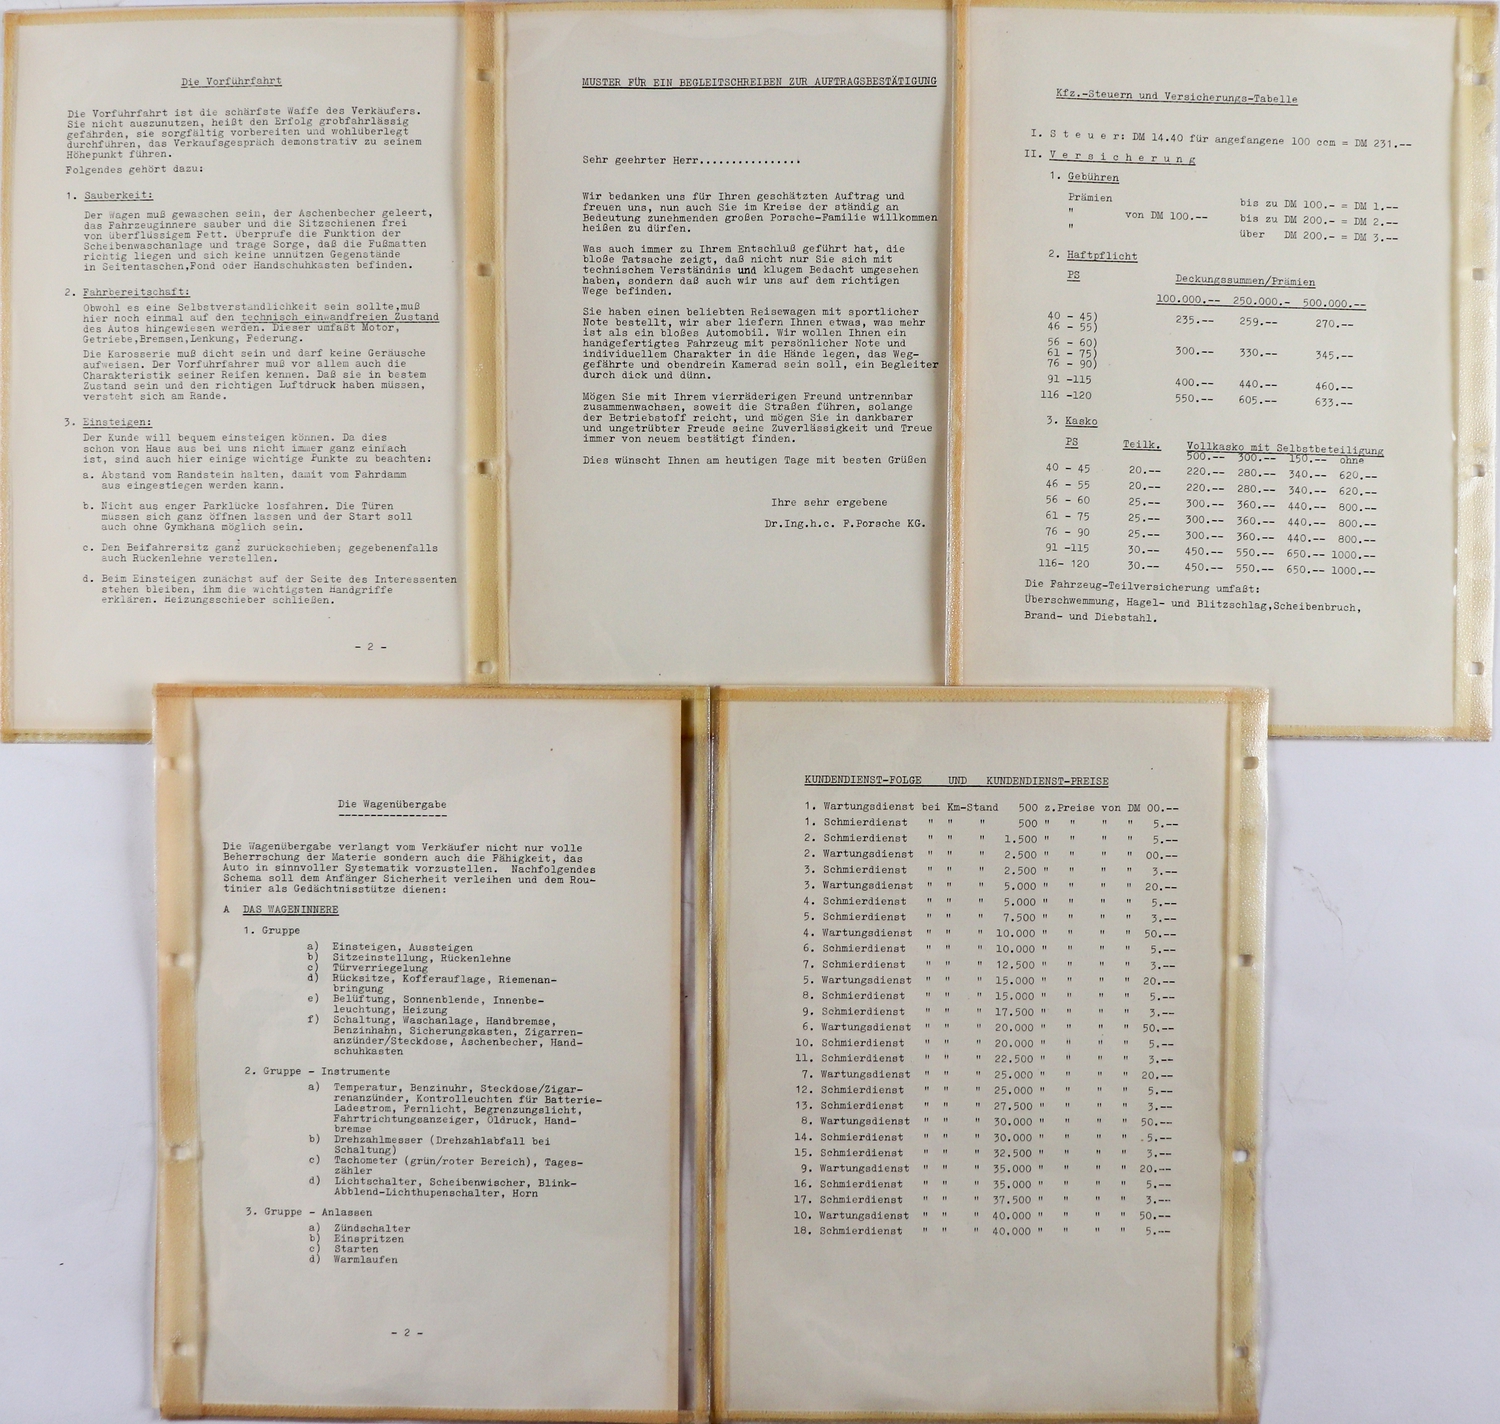 Die Vorführfahrt
Die Vorführfahrt ist die schärfste Waffe des Verkäufers.
Sie nicht auszunutzen, heißt den Erfolg grobfahrlässig
gefährden, sie sorgfältig vorbereiten und wohlüberlegt
durchführen, das Verkaufsgespräch demonstrativ zu seinem
Höhepunkt führen.
Folgendes gehört dazu:
1. Sauberkeit:
Der Wagen muß gewaschen sein, der Aschenbecher geleert,
das Fahrzeuginnere sauber und die Sitzschienen frei
von überflüssigem Fett. Überprüfe die Funktion der
Scheibenwaschanlage und trage Sorge, daß die Fußmatten
richtig liegen und sich keine unnützen Gegenstände
in Seitentaschen,Fond oder Handschuhkasten befinden.
2. Fahrbereitschaft:
Obwohl es eine Selbstverständlichkeit sein sollte,muß
hier noch einmal auf den technisch einwandfreien Zustand
des Autos hingewiesen werden. Dieser umfaßt Motor,
Getriebe,Bremsen,Lenkung, Federung.
Die Karosserie muß dicht sein und darf keine Geräusche
aufweisen. Der Vorführfahrer muß vor allem auch die
Charakteristik seiner Reifen kennen. Daß sie in bestem
Zustand sein und den richtigen Luftdruck haben müssen,
versteht sich am Rande.
3. Einsteigen:
Der Kunde will bequem einsteigen können. Da dies
schon von Haus aus bei uns nicht immer ganz einfach
ist, sind auch hier einige wichtige Punkte zu beachten:
a. Abstand vom Randstein halten, damit vom Fahrdamm
aus eingestiegen werden kann.
b. Nicht aus enger Parklücke losfahren. Die Türen
müssen sich ganz öffnen lassen und der Start soll
auch ohne Gymkhana möglich sein.
c. Den Beifahrersitz ganz zurückschieben; gegebenenfalls
auch Rückenlehne verstellen.
d. Beim Einsteigen zunächst auf der Seite des Interessenten
stehen bleiben, ihm die wichtigsten Handgriffe
erklären. Heizungsschieber schließen.
- 2 -
MUSTER FÜR EIN BEGLEITSCHREIBEN ZUR AUFTRAGSBESTÄTIGUNG
Sehr geehrter Herr................
Wir bedanken uns für Ihren geschätzten Auftrag und
freuen uns, nun auch Sie im Kreise der ständig an
Bedeutung zunehmenden großen Porsche-Familie willkommen
heißen zu dürfen.
Was auch immer zu Ihrem Entschluß geführt hat, die
bloße Tatsache zeigt, daß nicht nur Sie sich mit
technischem Verständnis und klugem Bedacht umgesehen
haben, sondern daß auch wir uns auf dem richtigen
Wege befinden.
Sie haben einen beliebten Reisewagen mit sportlicher
Note bestellt, wir aber liefern Ihnen etwas, was mehr
ist als ein bloßes Automobil. Wir wollen Ihnen ein
handgefertigtes Fahrzeug mit persönlicher Note und
individuellem Charakter in die Hände legen, das Weg-
gefährte und obendrein Kamerad sein soll, ein Begleiter
durch dick und dünn.
Mögen Sie mit Ihrem vierräderigen Freund untrennbar
zusammenwachsen, soweit die Straßen führen, solange
der Betriebstoff reicht, und mögen Sie in dankbarer
und ungetrübter Freude seine Zuverlässigkeit und Treue
immer von neuem bestätigt finden.
Dies wünscht Ihnen am heutigen Tage mit besten Grüßen
Ihre sehr ergebene
Dr.Ing.h.c. F.Porsche KG.
Kfz.-Steuern und Versicherungs-Tabelle
I. S t e u e r: DM 14.40 für angefangene 100 ccm = DM 231.--
II. V e r s i c h e r u n g
1. Gebühren
Prämien bis zu DM 100.- = DM 1.--
" von DM 100.-- bis zu DM 200.- = DM 2.--
" über DM 200.- = DM 3.--
2. Haftpflicht
PS Deckungssummen/Prämien
100.000.-- 250.000.- 500.000.--
40 - 45)
46 - 55) 235.-- 259.-- 270.--
56 - 60)
61 - 75) 300.-- 330.-- 345.--
76 - 90)
91 -115 400.-- 440.-- 460.--
116 -120 550.-- 605.-- 633.--
3. Kasko
PS Teilk. Vollkasko mit Selbstbeteiligung
500.-- 300.-- 150.-- ohne
40 - 45 20.-- 220.-- 280.-- 340.-- 620.--
46 - 55 20.-- 220.-- 280.-- 340.-- 620.--
56 - 60 25.-- 300.-- 360.-- 440.-- 800.--
61 - 75 25.-- 300.-- 360.-- 440.-- 800.--
76 - 90 25.-- 300.-- 360.-- 440.-- 800.--
91 -115 30.-- 450.-- 550.-- 650.-- 1000.--
116- 120 30.-- 450.-- 550.-- 650.-- 1000.--
Die Fahrzeug-Teilversicherung umfaßt:
Überschwemmung, Hagel- und Blitzschlag,Scheibenbruch,
Brand- und Diebstahl.
Die Wagenübergabe
Die Wagenübergabe verlangt vom Verkäufer nicht nur volle
Beherrschung der Materie sondern auch die Fähigkeit, das
Auto in sinnvoller Systematik vorzustellen. Nachfolgendes
Schema soll dem Anfänger Sicherheit verleihen und dem Rou-
tinier als Gedächtnisstütze dienen:
A DAS WAGENINNERE
1. Gruppe
a) Einsteigen, Aussteigen
b) Sitzeinstellung, Rückenlehne
c) Türverriegelung
d) Rücksitze, Kofferauflage, Riemenan-
bringung
e) Belüftung, Sonnenblende, Innenbe-
leuchtung, Heizung
f) Schaltung, Waschanlage, Handbremse,
Benzinhahn, Sicherungskasten, Zigarren-
anzünder/Steckdose, Aschenbecher, Hand-
schuhkasten
2. Gruppe - Instrumente
a) Temperatur, Benzinuhr, Steckdose/Zigar-
renanzünder, Kontrolleuchten für Batterie-
Ladestrom, Fernlicht, Begrenzungslicht,
Fahrtrichtungsanzeiger, Öldruck, Hand-
bremse
b) Drehzahlmesser (Drehzahlabfall bei
Schaltung)
c) Tachometer (grün/roter Bereich), Tages-
zähler
d) Lichtschalter, Scheibenwischer, Blink-
Abblend-Lichthupenschalter, Horn
3. Gruppe - Anlassen
a) Zündschalter
b) Einspritzen
c) Starten
d) Warmlaufen
- 2 -
KUNDENDIENST-FOLGE UND KUNDENDIENST-PREISE
1. Wartungsdienst bei Km-Stand 500 z.Preise von DM 00.--
1. Schmierdienst " " " 500 " " " " 5.--
2. Schmierdienst " " " 1.500 " " " " 5.--
2. Wartungsdienst " " " 2.500 " " " " 00.--
3. Schmierdienst " " " 2.500 " " " " 3.--
3. Wartungsdienst " " " 5.000 " " " " 20.--
4. Schmierdienst " " " 5.000 " " " " 5.--
5. Schmierdienst " " " 7.500 " " " " 3.--
4. Wartungsdienst " " " 10.000 " " " " 50.--
6. Schmierdienst " " " 10.000 " " " " 5.--
7. Schmierdienst " " " 12.500 " " " " 3.--
5. Wartungsdienst " " " 15.000 " " " " 20.--
8. Schmierdienst " " " 15.000 " " " " 5.--
9. Schmierdienst " " " 17.500 " " " " 3.--
6. Wartungsdienst " " " 20.000 " " " " 50.--
10. Schmierdienst " " " 20.000 " " " " 5.--
11. Schmierdienst " " " 22.500 " " " " 3.--
7. Wartungsdienst " " " 25.000 " " " " 20.--
12. Schmierdienst " " " 25.000 " " " " 5.--
13. Schmierdienst " " " 27.500 " " " " 3.--
8. Wartungsdienst " " " 30.000 " " " " 50.--
14. Schmierdienst " " " 30.000 " " " " 5.--
15. Schmierdienst " " " 32.500 " " " " 3.--
9. Wartungsdienst " " " 35.000 " " " " 20.--
16. Schmierdienst " " " 35.000 " " " " 5.--
17. Schmierdienst " " " 37.500 " " " " 3.--
10. Wartungsdienst " " " 40.000 " " " " 50.--
18. Schmierdienst " " " 40.000 " " " " 5.--